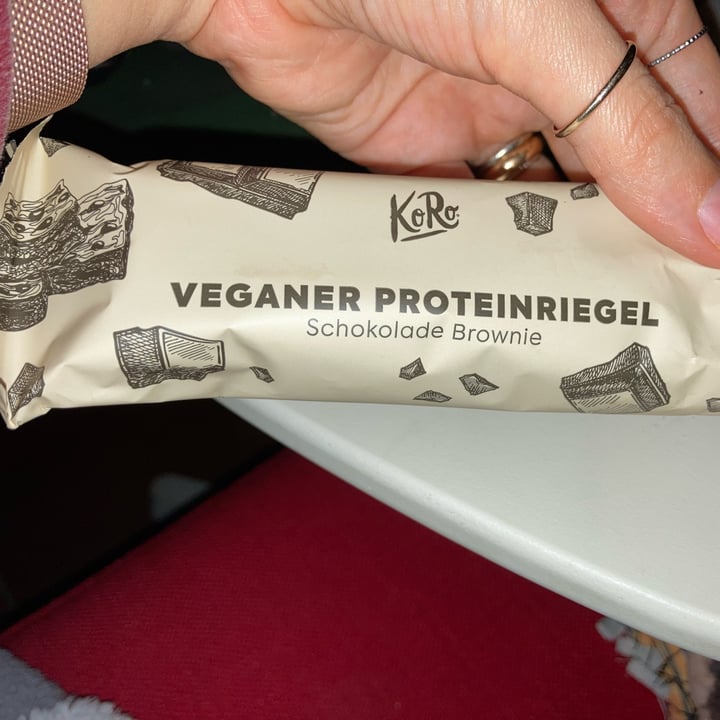 KoRo
VEGANER PROTEINRIEGEL
Schokolade Brownie